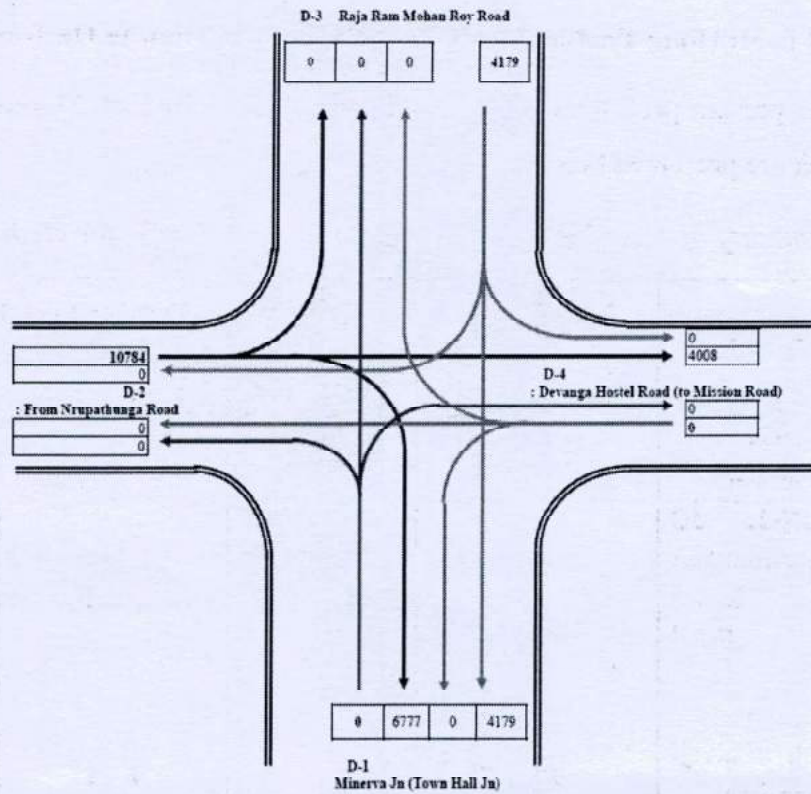 D-3 Raja Ram Mohan Roy Road
0 0 0 4179
10784
0
D-2
: From Nrupathunga Road
0
0
0
4008
D-4
: Devanga Hostel Road (to Mission Road)
0
0
0 6777 0 4179
D-1
Minerva Jn (Town Hall Jn)